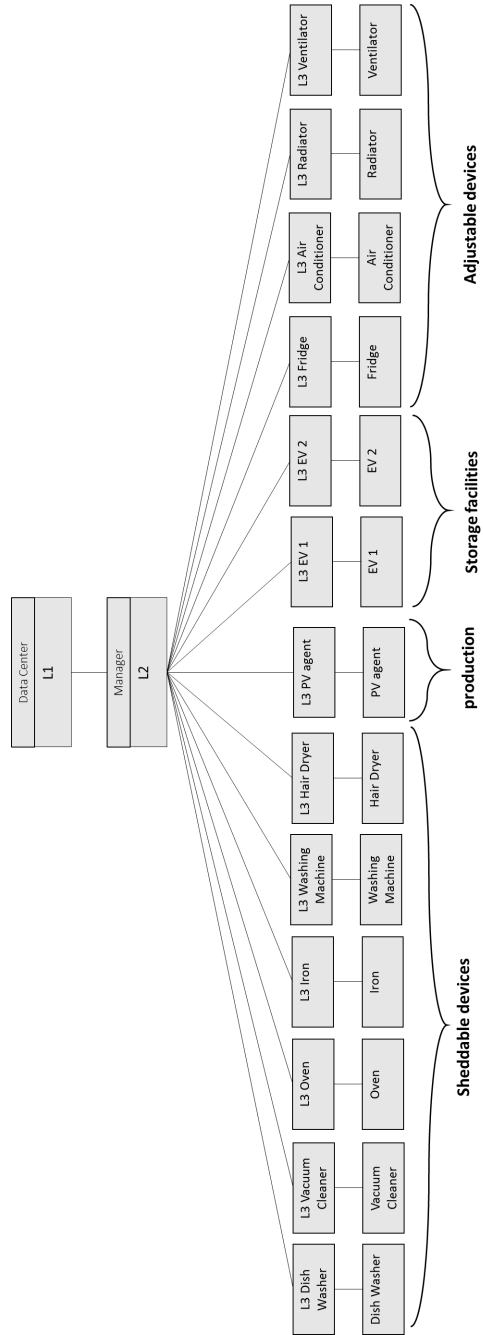 Data Center
L1
Manager
L2
L3 Dish
Washer
L3 Vacuum
Cleaner
L3 Oven
L3 Iron
L3 Washing
Machine
L3 Hair Dryer
L3 PV agent
L3 EV 1
L3 EV 2
L3 Fridge
L3 Air
Conditioner
L3 Radiator
L3 Ventilator
Dish Washer
Vacuum
Cleaner
Oven
Iron
Washing
Machine
Hair Dryer
PV agent
EV 1
EV 2
Fridge
Air
Conditioner
Radiator
Ventilator
Sheddable devices
production
Storage facilities
Adjustable devices